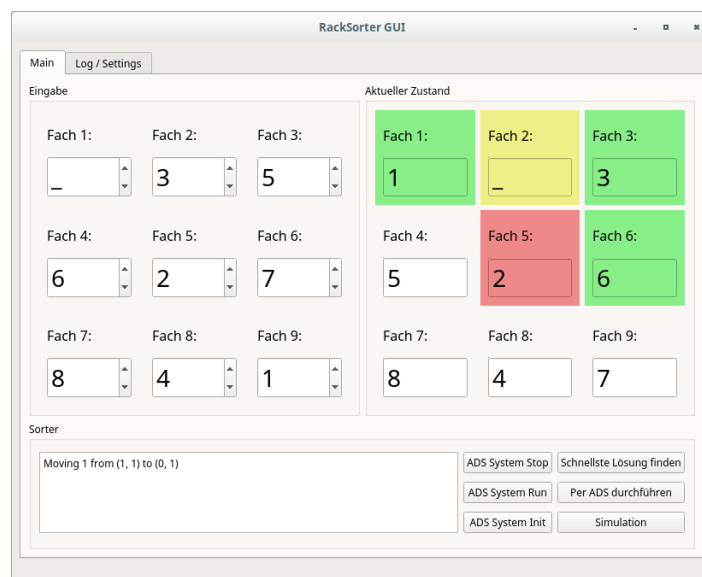 RackSorter GUI
Main Log / Settings
Eingabe Aktueller Zustand
Fach 1: Fach 2: Fach 3: Fach 1: Fach 2: Fach 3:
_ 3 5 1 _ 3
Fach 4: Fach 5: Fach 6: Fach 4: Fach 5: Fach 6:
6 2 7 5 2 6
Fach 7: Fach 8: Fach 9: Fach 7: Fach 8: Fach 9:
8 4 1 8 4 7
Sorter
Moving 1 from (1, 1) to (0, 1) ADS System Stop Schnellste Lösung finden
ADS System Run Per ADS durchführen
ADS System Init Simulation